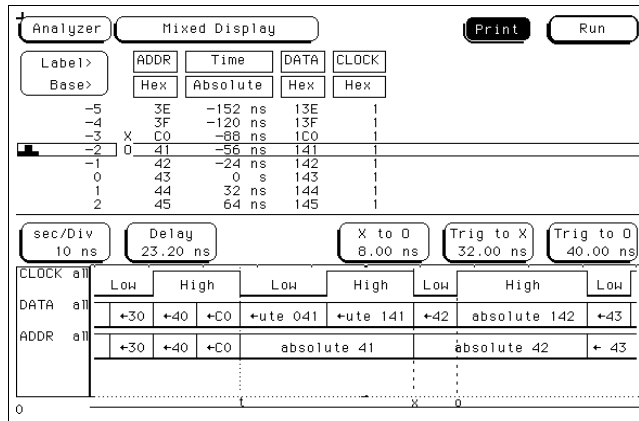 Analyzer Mixed Display Print Run
Label> ADDR Time DATA CLOCK
Base> Hex Absolute Hex Hex
-5 3E -152 ns 13E 1
-4 3F -120 ns 13F 1
-3 X C0 -88 ns 1C0 1
-2 O 41 -56 ns 141 1
-1 42 -24 ns 142 1
0 43 0 s 143 1
1 44 32 ns 144 1
2 45 64 ns 145 1
sec/Div Delay X to O Trig to X Trig to O
10 ns 23.20 ns 8.00 ns 32.00 ns 40.00 ns
CLOCK all Low High Low High Low High Low
DATA all ←30 ←40 ←C0 ←ute 041 ←ute 141 ←42 absolute 142 ←43
ADDR all ←30 ←40 ←C0 absolute 41 absolute 42 ← 43
O t x o